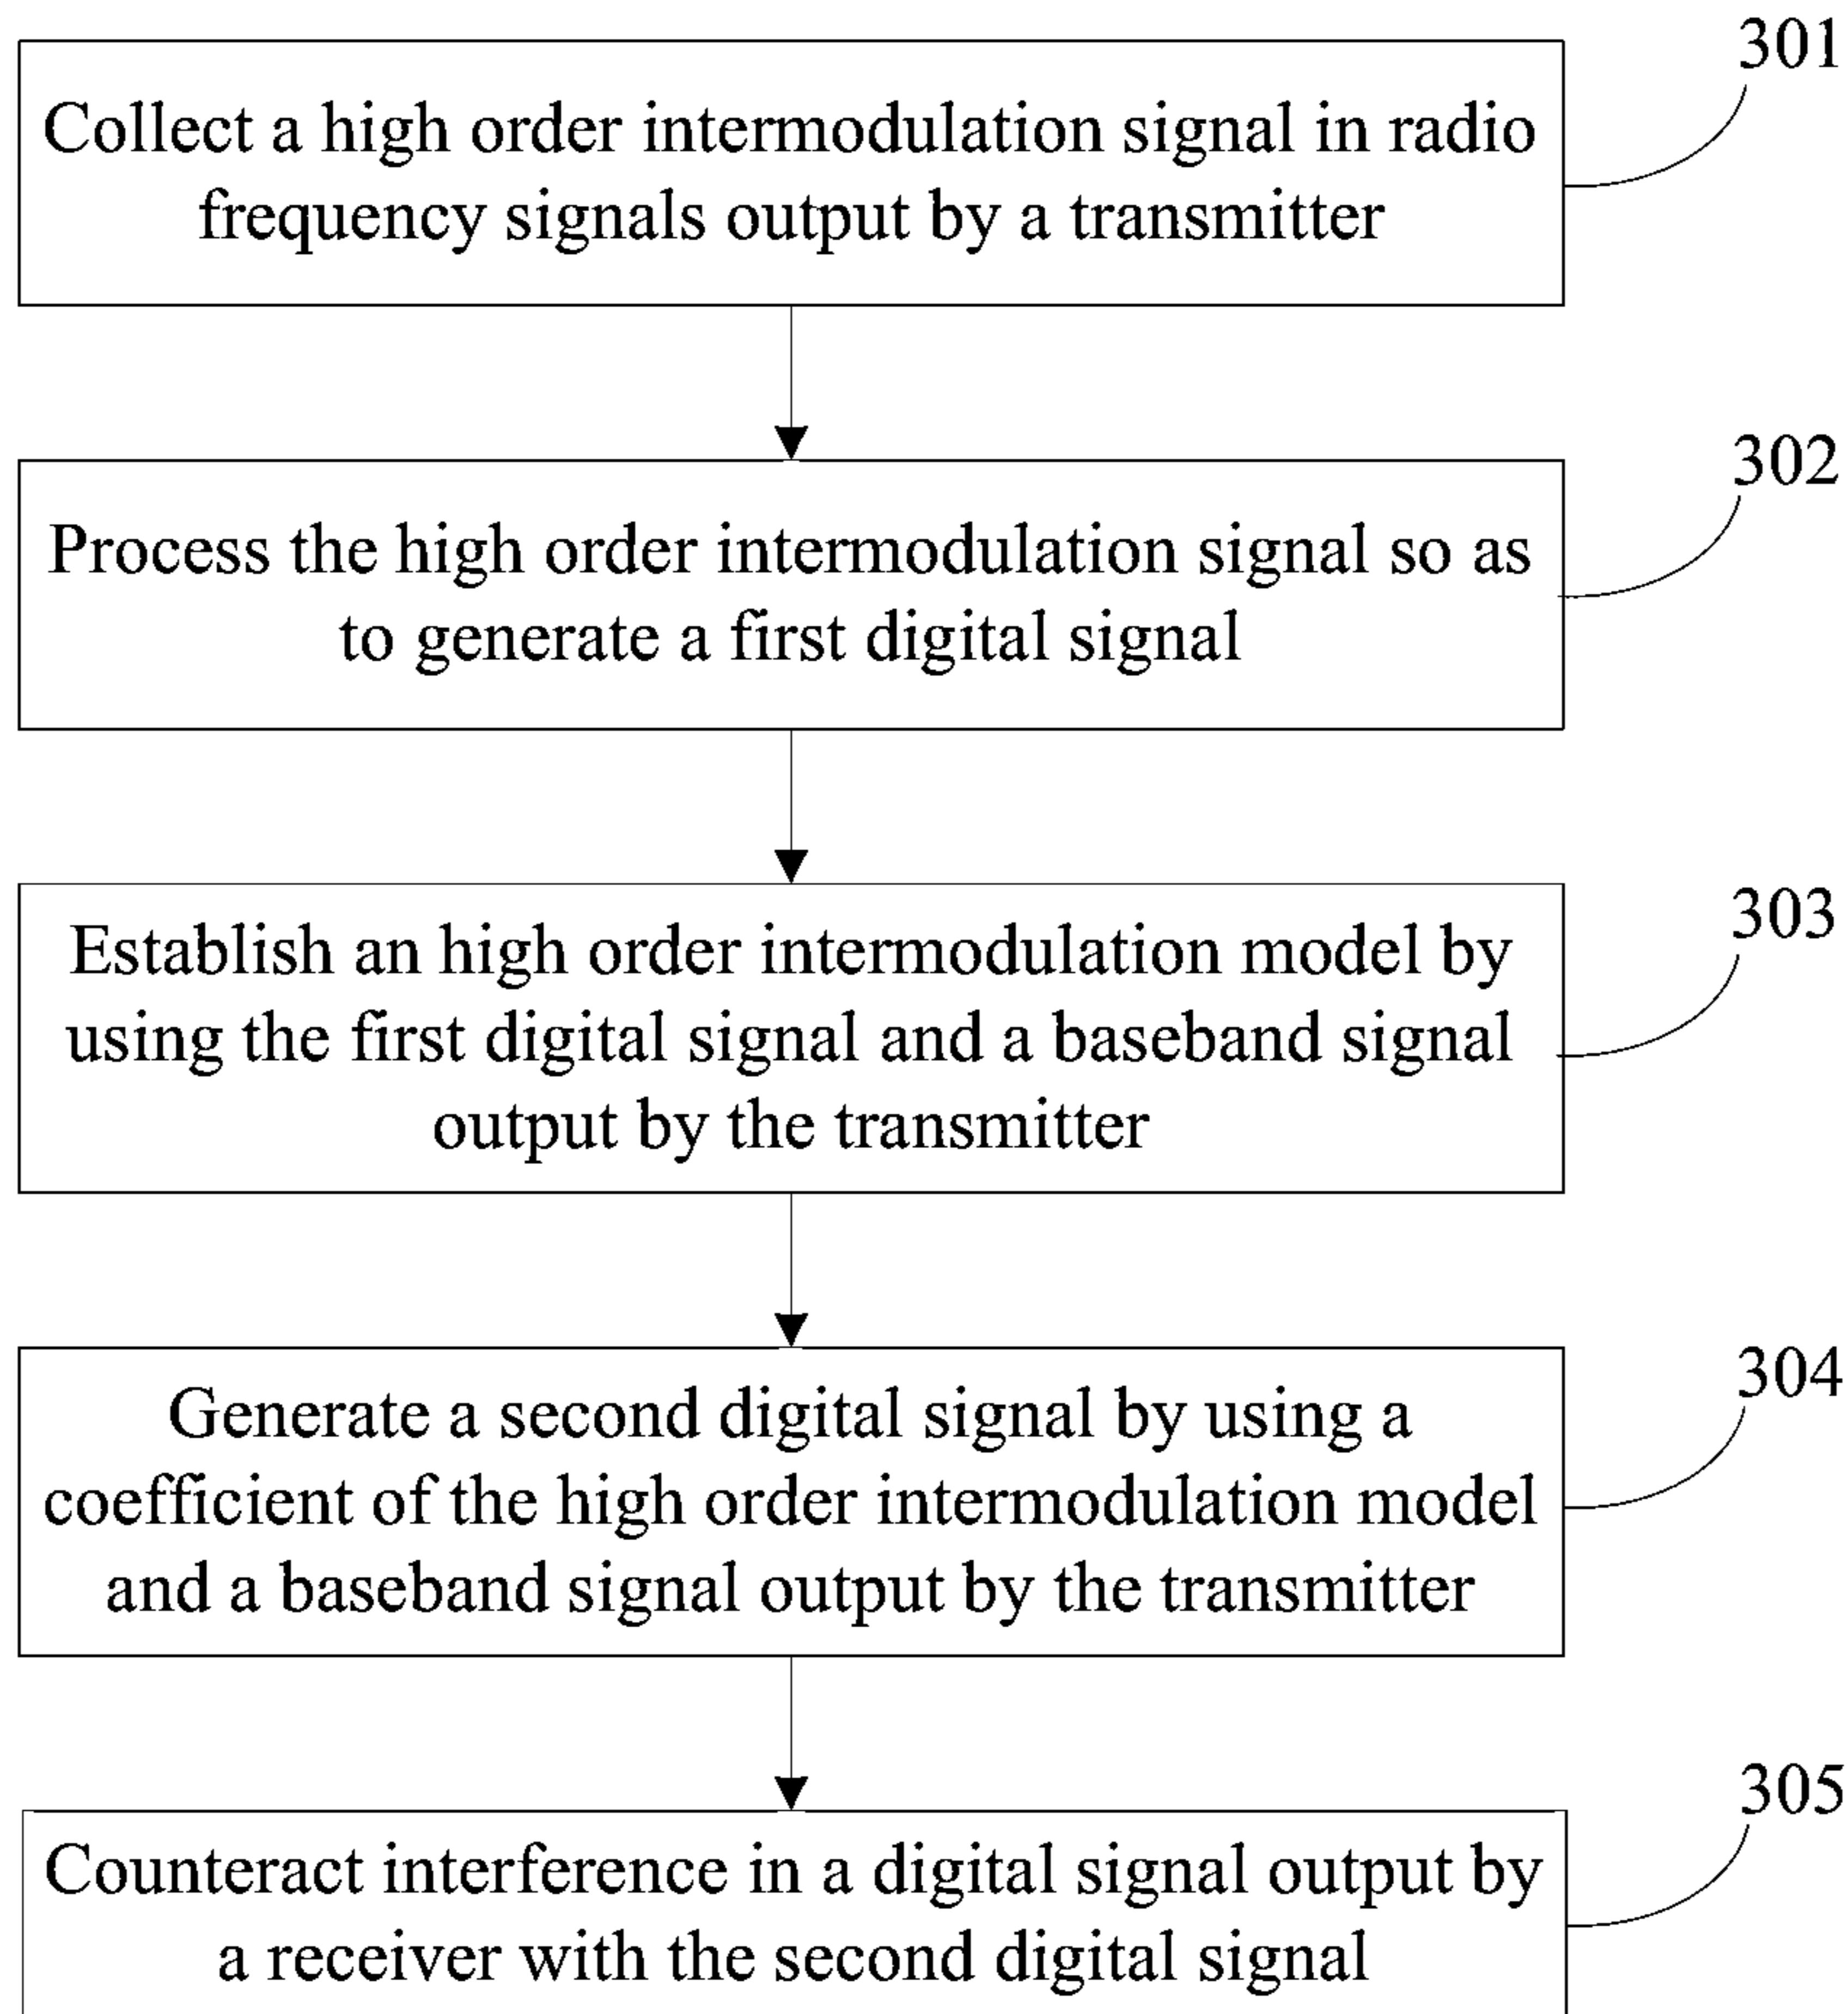 301
Collect a high order intermodulation signal in radio
frequency signals output by a transmitter
302
Process the high order intermodulation signal so as
to generate a first digital signal
303
Establish an high order intermodulation model by
using the first digital signal and a baseband signal
output by the transmitter
304
Generate a second digital signal by using a
coefficient of the high order intermodulation model
and a baseband signal output by the transmitter
305
Counteract interference in a digital signal output by
a receiver with the second digital signal